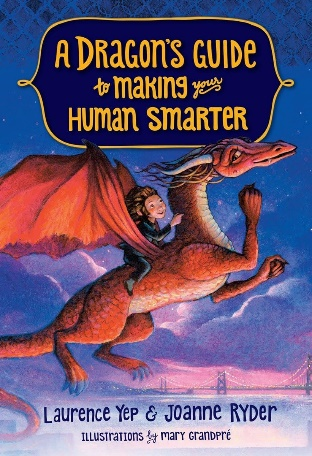 A DRAGON'S GUIDE
to MAKING your
HUMAN SMARTER
LAURENCE YEP & JOANNE RYDER
ILLUSTRATIONS by MARY GRANDPRÉ